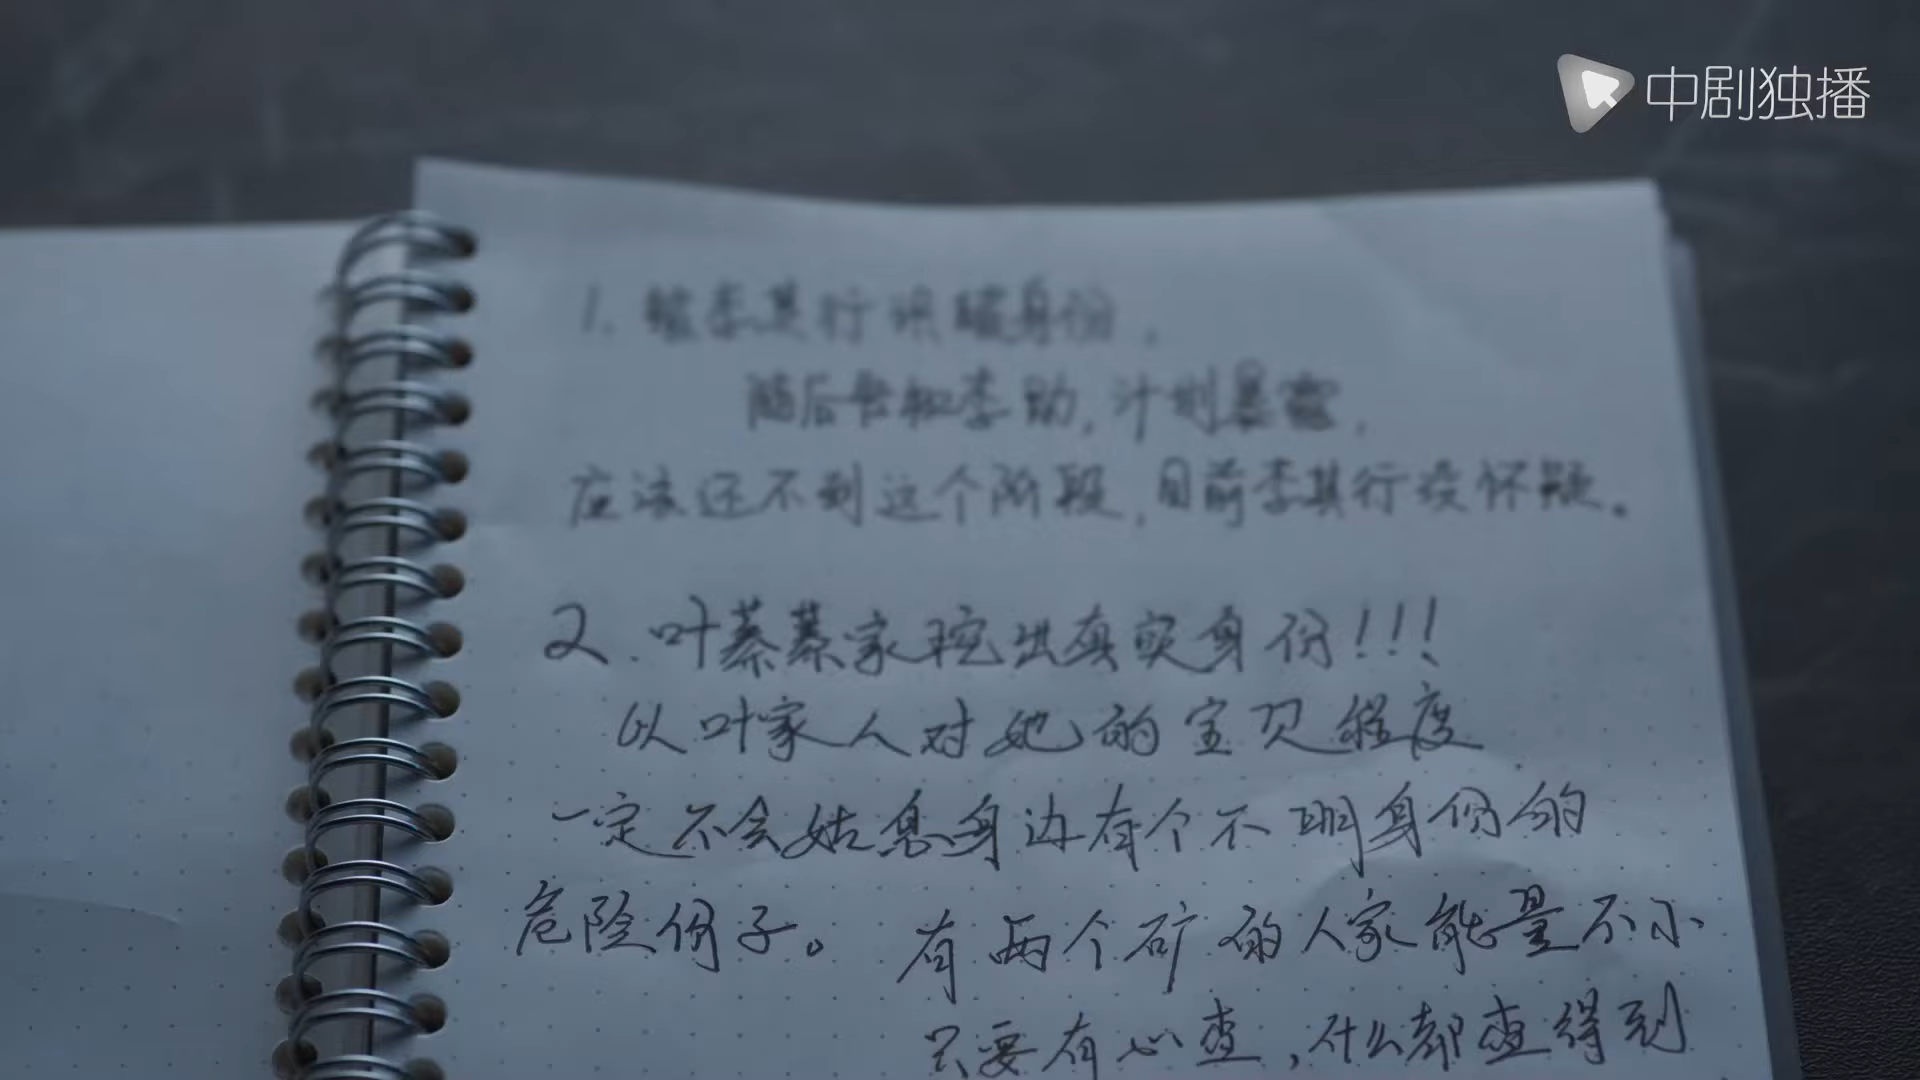 中剧独播
1. 被李其行识破身份，
随后告知李助，计划暴露，
应该还不到这个阶段，目前李其行没怀疑。
2. 叶蓁蓁家挖出真实身份！！！
以叶家人对她的宝贝程度
一定不会姑息身边有个不明身份的
危险份子。 有两个矿的人家能量不小
只要有心查，什么都查得到